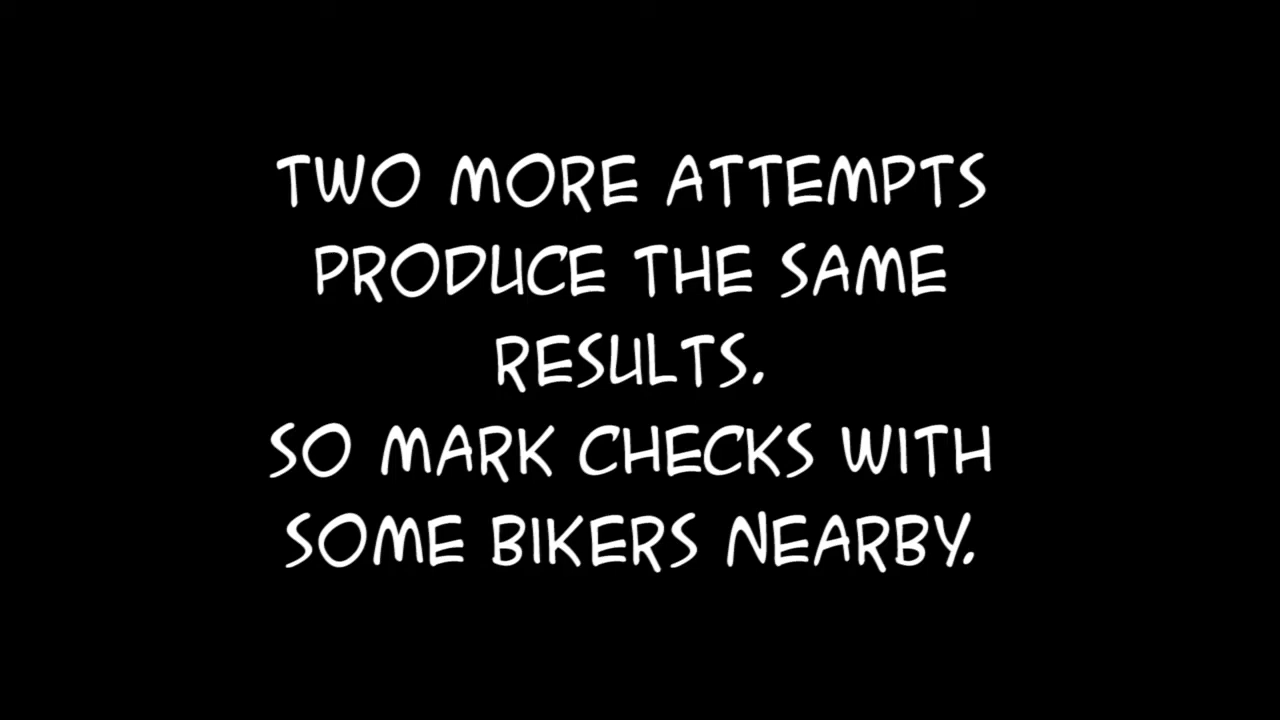 TWO MORE ATTEMPTS
PRODUCE THE SAME
RESULTS.
SO MARK CHECKS WITH
SOME BIKERS NEARBY.